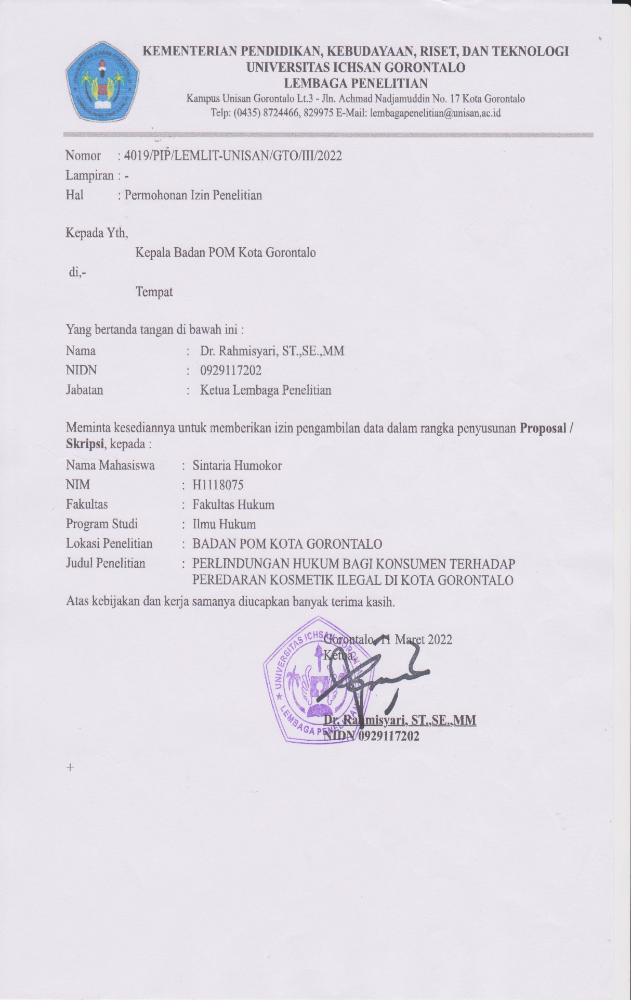 KEMENTERIAN PENDIDIKAN, KEBUDAYAAN, RISET, DAN TEKNOLOGI
UNIVERSITAS ICHSAN GORONTALO
LEMBAGA PENELITIAN
Kampus Unisan Gorontalo Lt.3 - Jln. Achmad Nadjamuddin No. 17 Kota Gorontalo
Telp: (0435) 8724466, 829975 E-Mail: lembagapenelitian@unisan.ac.id
Nomor : 4019/PIP/LEMLIT-UNISAN/GTO/III/2022
Lampiran : -
Hal : Permohonan Izin Penelitian
Kepada Yth,
Kepala Badan POM Kota Gorontalo
di,-
Tempat
Yang bertanda tangan di bawah ini :
Nama : Dr. Rahmisyari, ST.,SE.,MM
NIDN : 0929117202
Jabatan : Ketua Lembaga Penelitian
Meminta kesediannya untuk memberikan izin pengambilan data dalam rangka penyusunan Proposal /
Skripsi, kepada :
Nama Mahasiswa : Sintaria Humokor
NIM : H1118075
Fakultas : Fakultas Hukum
Program Studi : Ilmu Hukum
Lokasi Penelitian : BADAN POM KOTA GORONTALO
Judul Penelitian : PERLINDUNGAN HUKUM BAGI KONSUMEN TERHADAP
PEREDARAN KOSMETIK ILEGAL DI KOTA GORONTALO
Atas kebijakan dan kerja samanya diucapkan banyak terima kasih.
Gorontalo, 11 Maret 2022
Ketua,
UNIVERSITAS ICHSAN GORONTALO
LEMBAGA PENELITIAN
Dr. Rahmisyari, ST.,SE.,MM
NIDN 0929117202
+